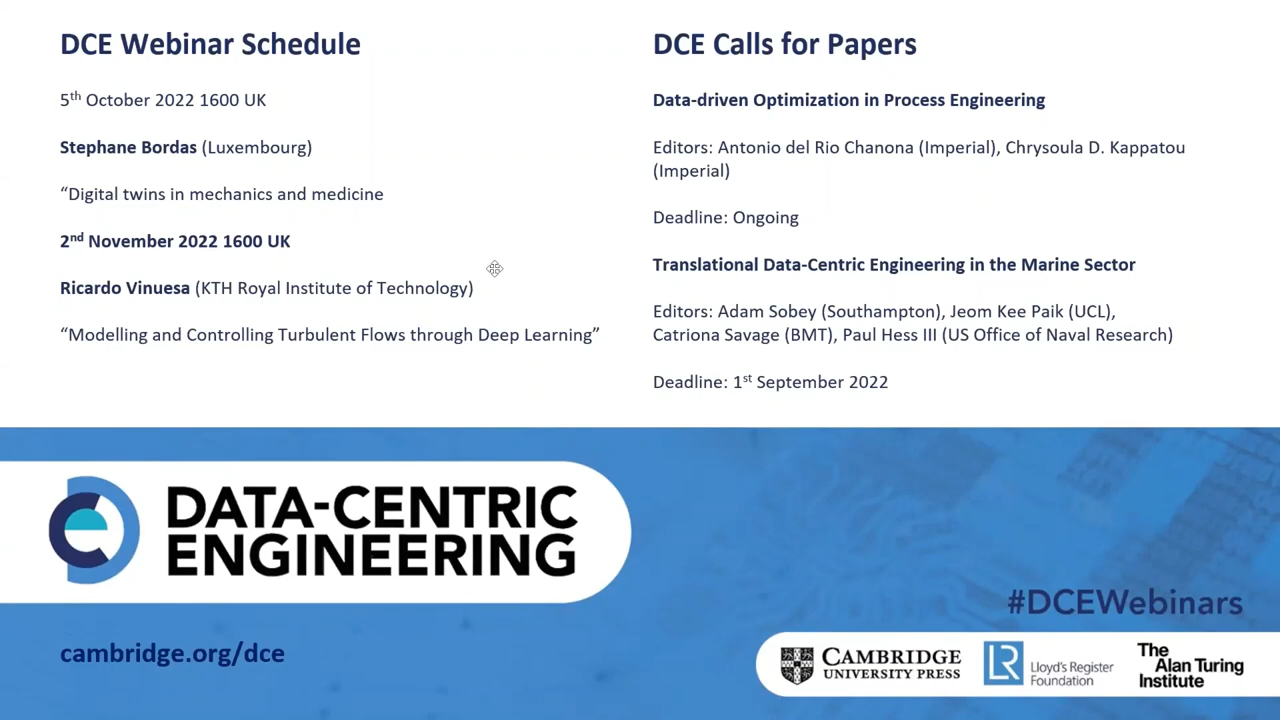 DCE Webinar Schedule
5th October 2022 1600 UK
Stephane Bordas (Luxembourg)
“Digital twins in mechanics and medicine
2nd November 2022 1600 UK
Ricardo Vinuesa (KTH Royal Institute of Technology)
“Modelling and Controlling Turbulent Flows through Deep Learning”
DCE Calls for Papers
Data-driven Optimization in Process Engineering
Editors: Antonio del Rio Chanona (Imperial), Chrysoula D. Kappatou
(Imperial)
Deadline: Ongoing
Translational Data-Centric Engineering in the Marine Sector
Editors: Adam Sobey (Southampton), Jeom Kee Paik (UCL),
Catriona Savage (BMT), Paul Hess III (US Office of Naval Research)
Deadline: 1st September 2022
DATA-CENTRIC
ENGINEERING
cambridge.org/dce
#DCEWebinars
CAMBRIDGE
UNIVERSITY PRESS
LR
Lloyd's Register
Foundation
The
Alan Turing
Institute